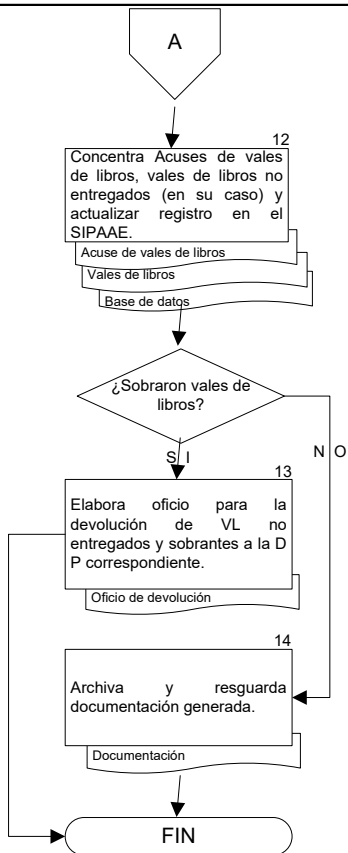 A
12
Concentra Acuses de vales
de libros, vales de libros no
entregados (en su caso) y
actualizar registro en el
SIPAAE.
Acuse de vales de libros
Vales de libros
Base de datos
¿Sobraron vales de
libros?
S I
N O
13
Elabora oficio para la
devolución de VL no
entregados y sobrantes a la D
P correspondiente.
Oficio de devolución
14
Archiva y resguarda
documentación generada.
Documentación
FIN